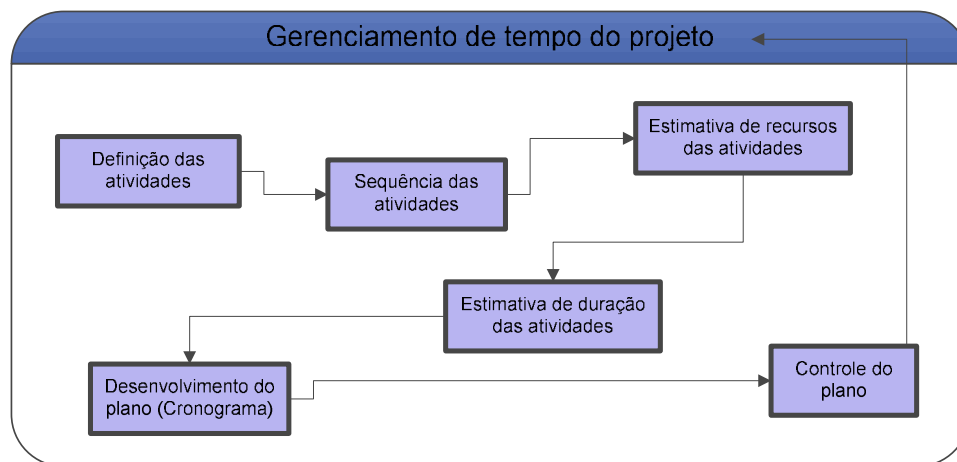 Gerenciamento de tempo do projeto
Definição das
atividades
Sequência das
atividades
Estimativa de recursos
das atividades
Estimativa de duração
das atividades
Desenvolvimento do
plano (Cronograma)
Controle do
plano